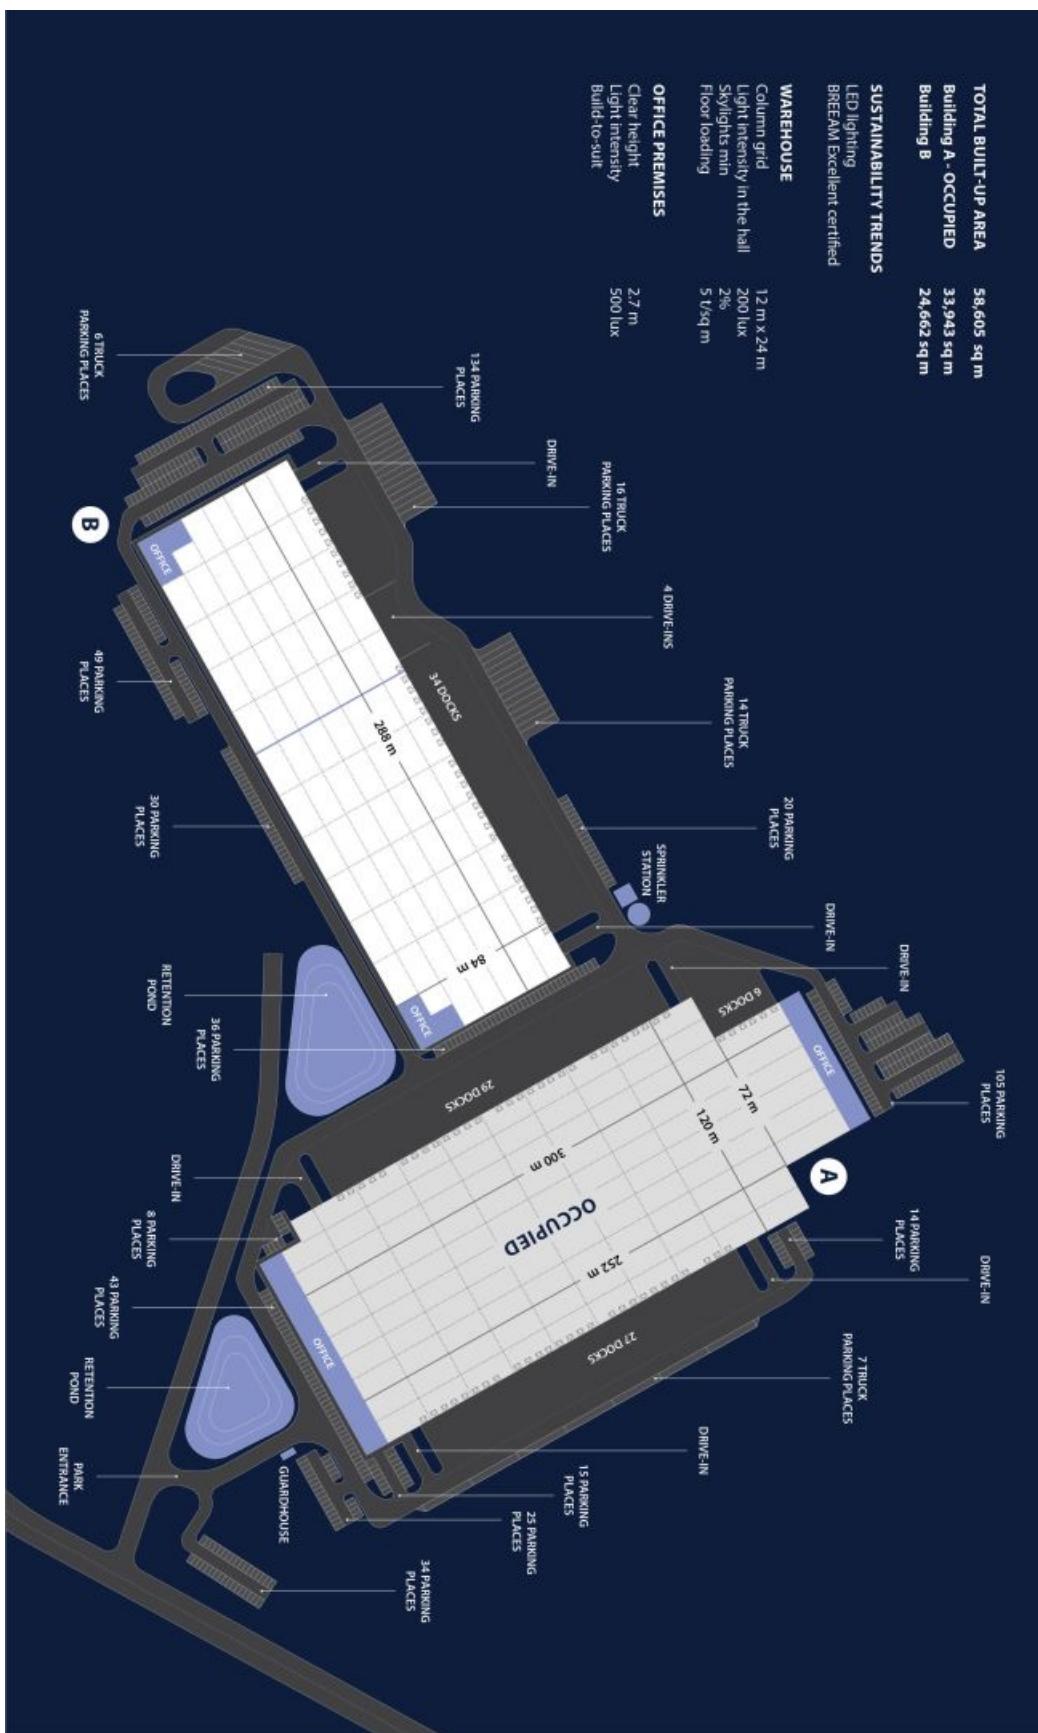 TOTAL BUILT-UP AREA 58,605 sq m
Building A - OCCUPIED 33,943 sq m
Building B 24,662 sq m
SUSTAINABILITY TRENDS
LED lighting
BREEAM Excellent certified
WAREHOUSE
Column grid 12 m x 24 m
Light intensity in the hall 200 lux
Skylights min 2%
Floor loading 5 t/sq m
OFFICE PREMISES
Clear height 2.7 m
Light intensity 500 lux
Build-to-suit
6 TRUCK
PARKING PLACES
134 PARKING
PLACES
DRIVE-IN
16 TRUCK
PARKING PLACES
4 DRIVE-INS
14 TRUCK
PARKING PLACES
20 PARKING
PLACES
SPRINKLER
STATION
DRIVE-IN
DRIVE-IN
105 PARKING
PLACES
14 PARKING
PLACES
DRIVE-IN
7 TRUCK
PARKING PLACES
DRIVE-IN
15 PARKING
PLACES
25 PARKING
PLACES
34 PARKING
PLACES
B
OFFICE
34 DOCKS
288 m
84 m
OFFICE
6 DOCKS
OFFICE
72 m
120 m
A
29 DOCKS
300 m
OCCUPIED
252 m
27 DOCKS
OFFICE
49 PARKING
PLACES
30 PARKING
PLACES
RETENTION
POND
36 PARKING
PLACES
DRIVE-IN
8 PARKING
PLACES
43 PARKING
PLACES
RETENTION
POND
PARK
ENTRANCE
GUARDHOUSE